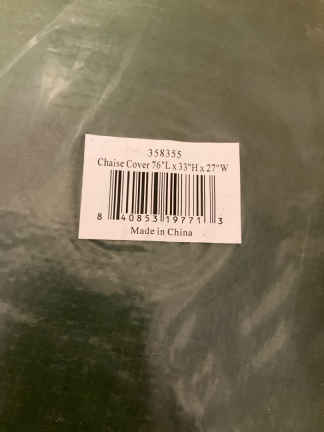 358355
Chaise Cover 76"L x 33"H x 27"W
8 40853 19771 3
Made in China